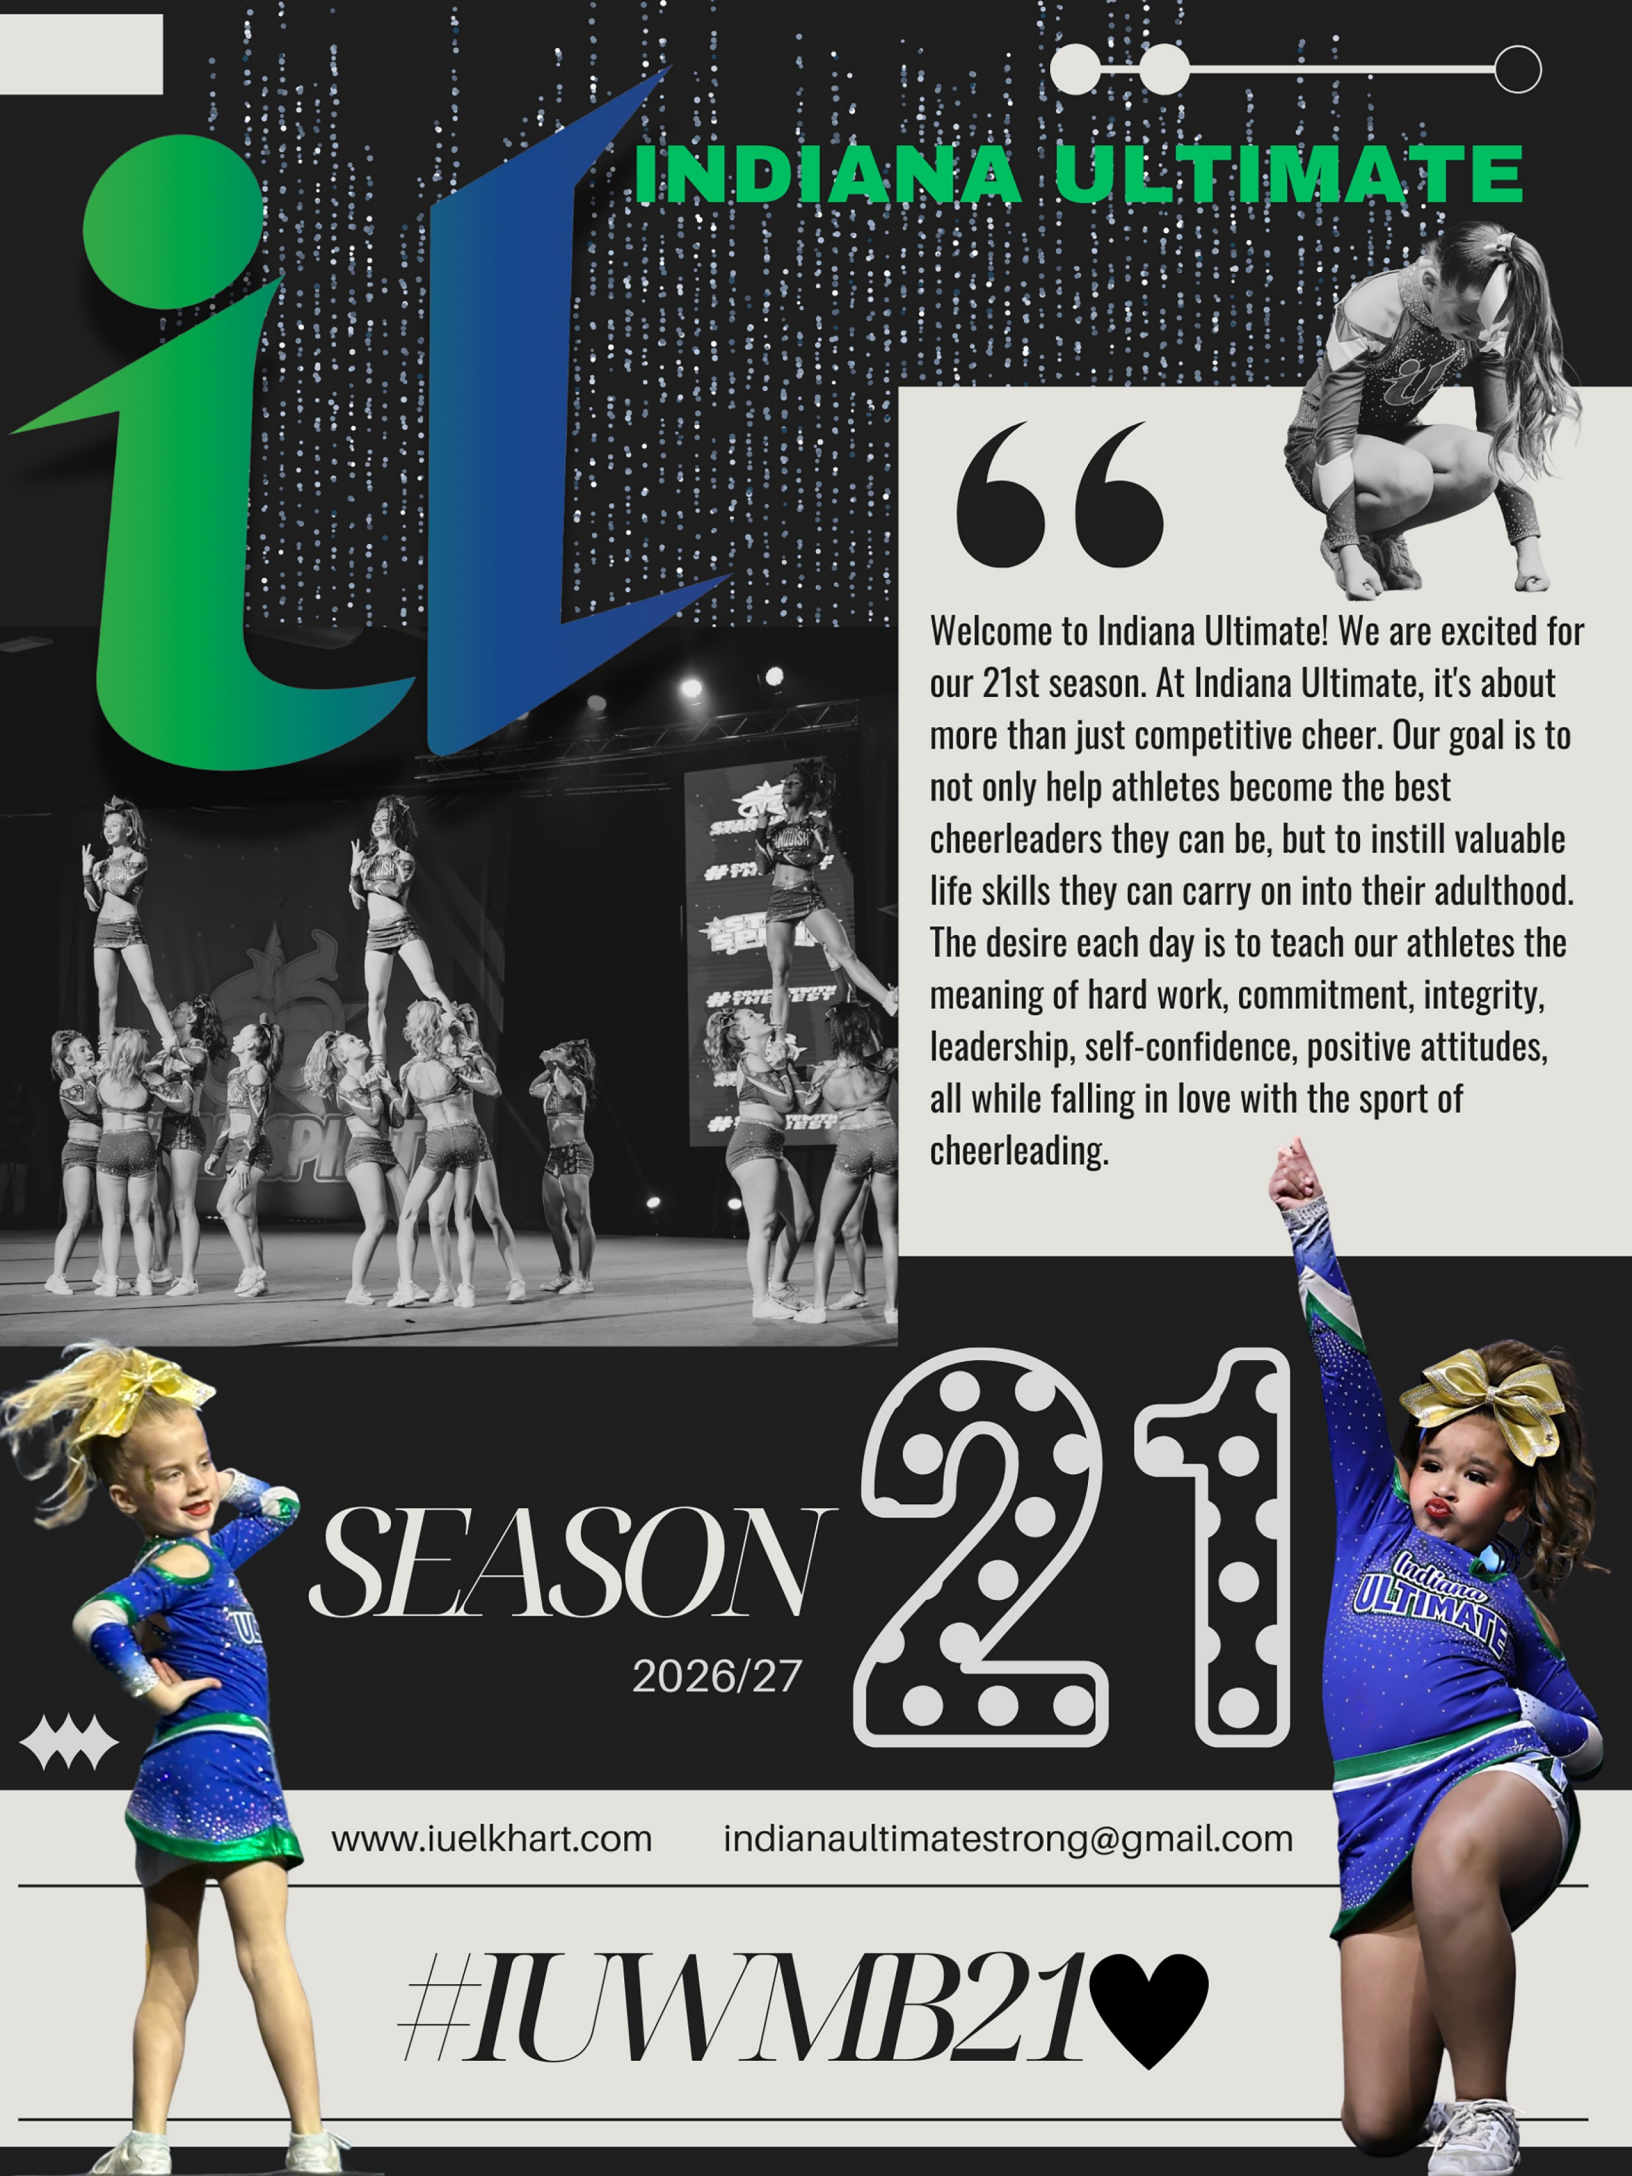 iU
INDIANA ULTIMATE
“
Welcome to Indiana Ultimate! We are excited for
our 21st season. At Indiana Ultimate, it's about
more than just competitive cheer. Our goal is to
not only help athletes become the best
cheerleaders they can be, but to instill valuable
life skills they can carry on into their adulthood.
The desire each day is to teach our athletes the
meaning of hard work, commitment, integrity,
leadership, self-confidence, positive attitudes,
all while falling in love with the sport of
cheerleading.
SEASON 21
2026/27
Indiana
ULTIMATE
www.iuelkhart.com indianaultimatestrong@gmail.com
#IUWMB21🖤